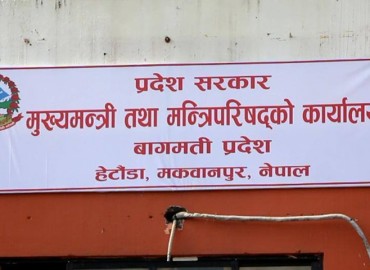 प्रदेश सरकार
मुख्यमन्त्री तथा मन्त्रिपरिषद्को कार्यालय
बागमती प्रदेश
हेटौंडा, मकवानपुर, नेपाल